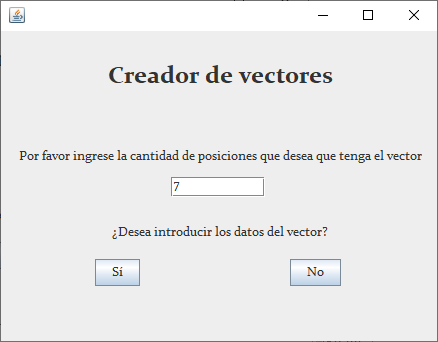 Creador de vectores
Por favor ingrese la cantidad de posiciones que desea que tenga el vector
7
¿Desea introducir los datos del vector?
Sí No